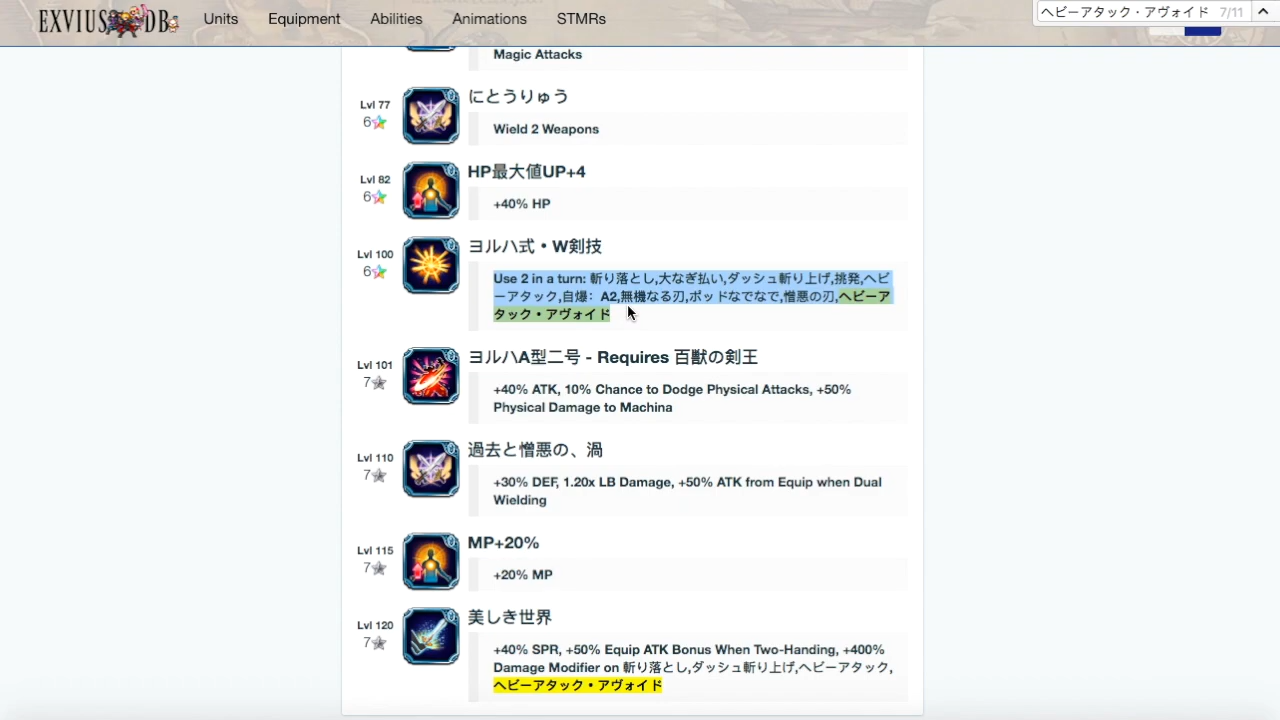 EXVIUS DB
Units
Equipment
Abilities
Animations
STMRs
ヘビーアタック・アヴォイド 7/11
Magic Attacks
Lvl 77
6
にとうりゅう
Wield 2 Weapons
Lvl 82
6
HP最大値UP+4
+40% HP
Lvl 100
6
ヨルハ式・W剣技
Use 2 in a turn: 斬り落とし,大なぎ払い,ダッシュ斬り上げ,挑発,ヘビ
ーアタック,自爆：A2,無機なる刃,ポッドなでなで,憎悪の刃,ヘビーア
タック・アヴォイド
Lvl 101
7
ヨルハA型二号 - Requires 百獣の剣王
+40% ATK, 10% Chance to Dodge Physical Attacks, +50%
Physical Damage to Machina
Lvl 110
7
過去と憎悪の、渦
+30% DEF, 1.20x LB Damage, +50% ATK from Equip when Dual
Wielding
Lvl 115
7
MP+20%
+20% MP
Lvl 120
7
美しき世界
+40% SPR, +50% Equip ATK Bonus When Two-Handing, +400%
Damage Modifier on 斬り落とし,ダッシュ斬り上げ,ヘビーアタック,
ヘビーアタック・アヴォイド